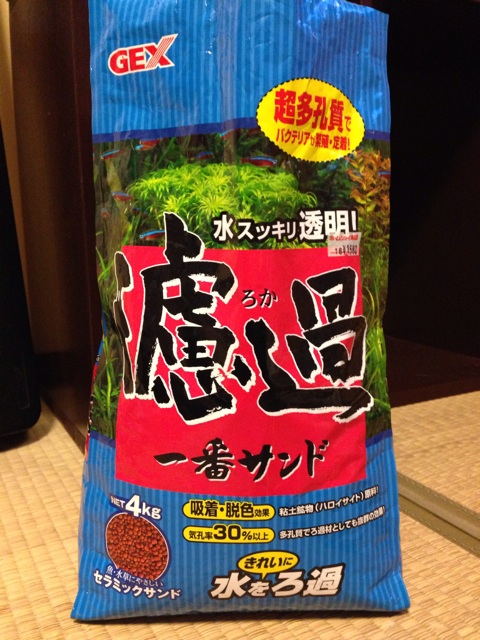 GEX
超多孔質で
バクテリアが繁殖・定着!
水スッキリ透明!
濾過
ろか
一番サンド
NET 4kg
吸着・脱色効果
粘土鉱物(ハロイサイト)原料!
気孔率30%以上
多孔質でろ過材としても抜群の効果!
魚・水草にやさしい
セラミックサンド
きれいに
水をろ過